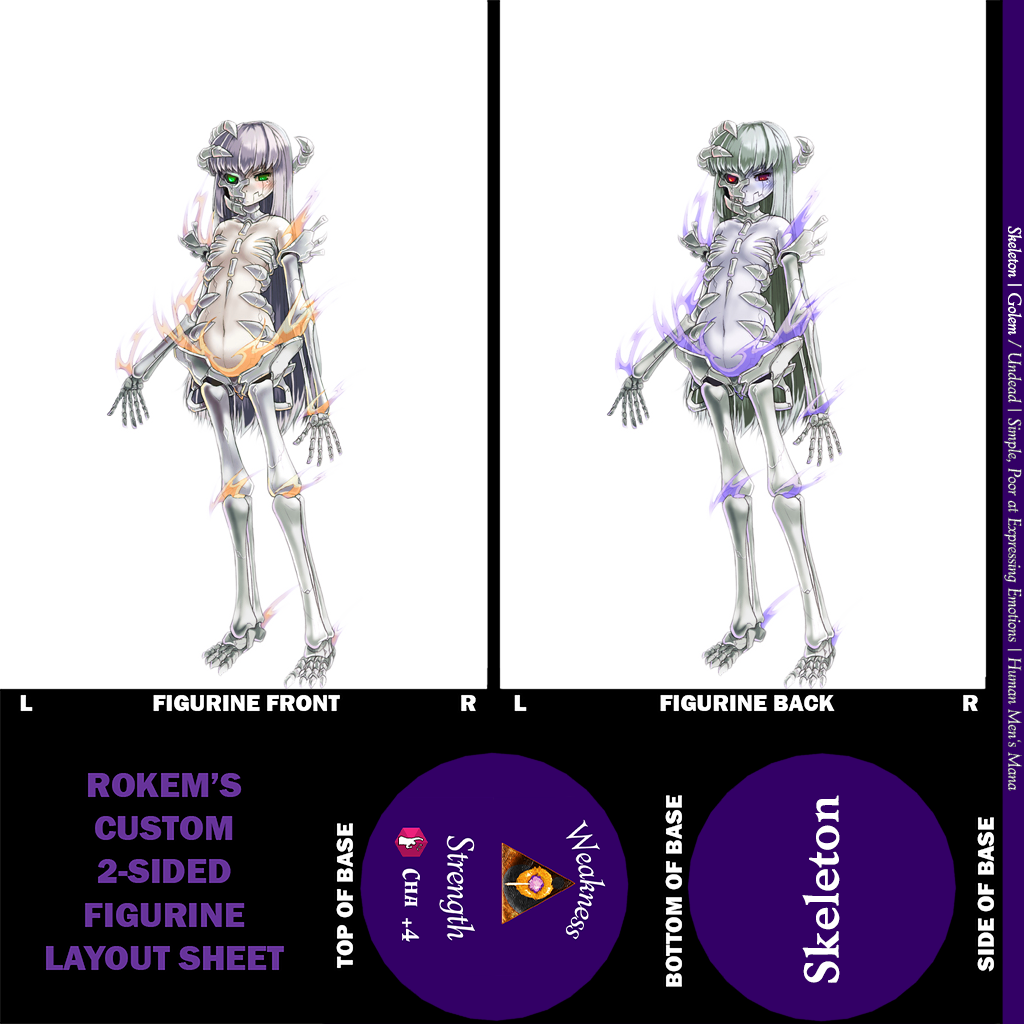 L
FIGURINE FRONT
R
L
FIGURINE BACK
R
ROKEM'S
CUSTOM
2-SIDED
FIGURINE
LAYOUT SHEET
TOP OF BASE
CHA +4
Strength
Weakness
BOTTOM OF BASE
Skeleton
SIDE OF BASE
Skeleton | Golem / Undead | Simple, Poor at Expressing Emotions | Human Men's Mana